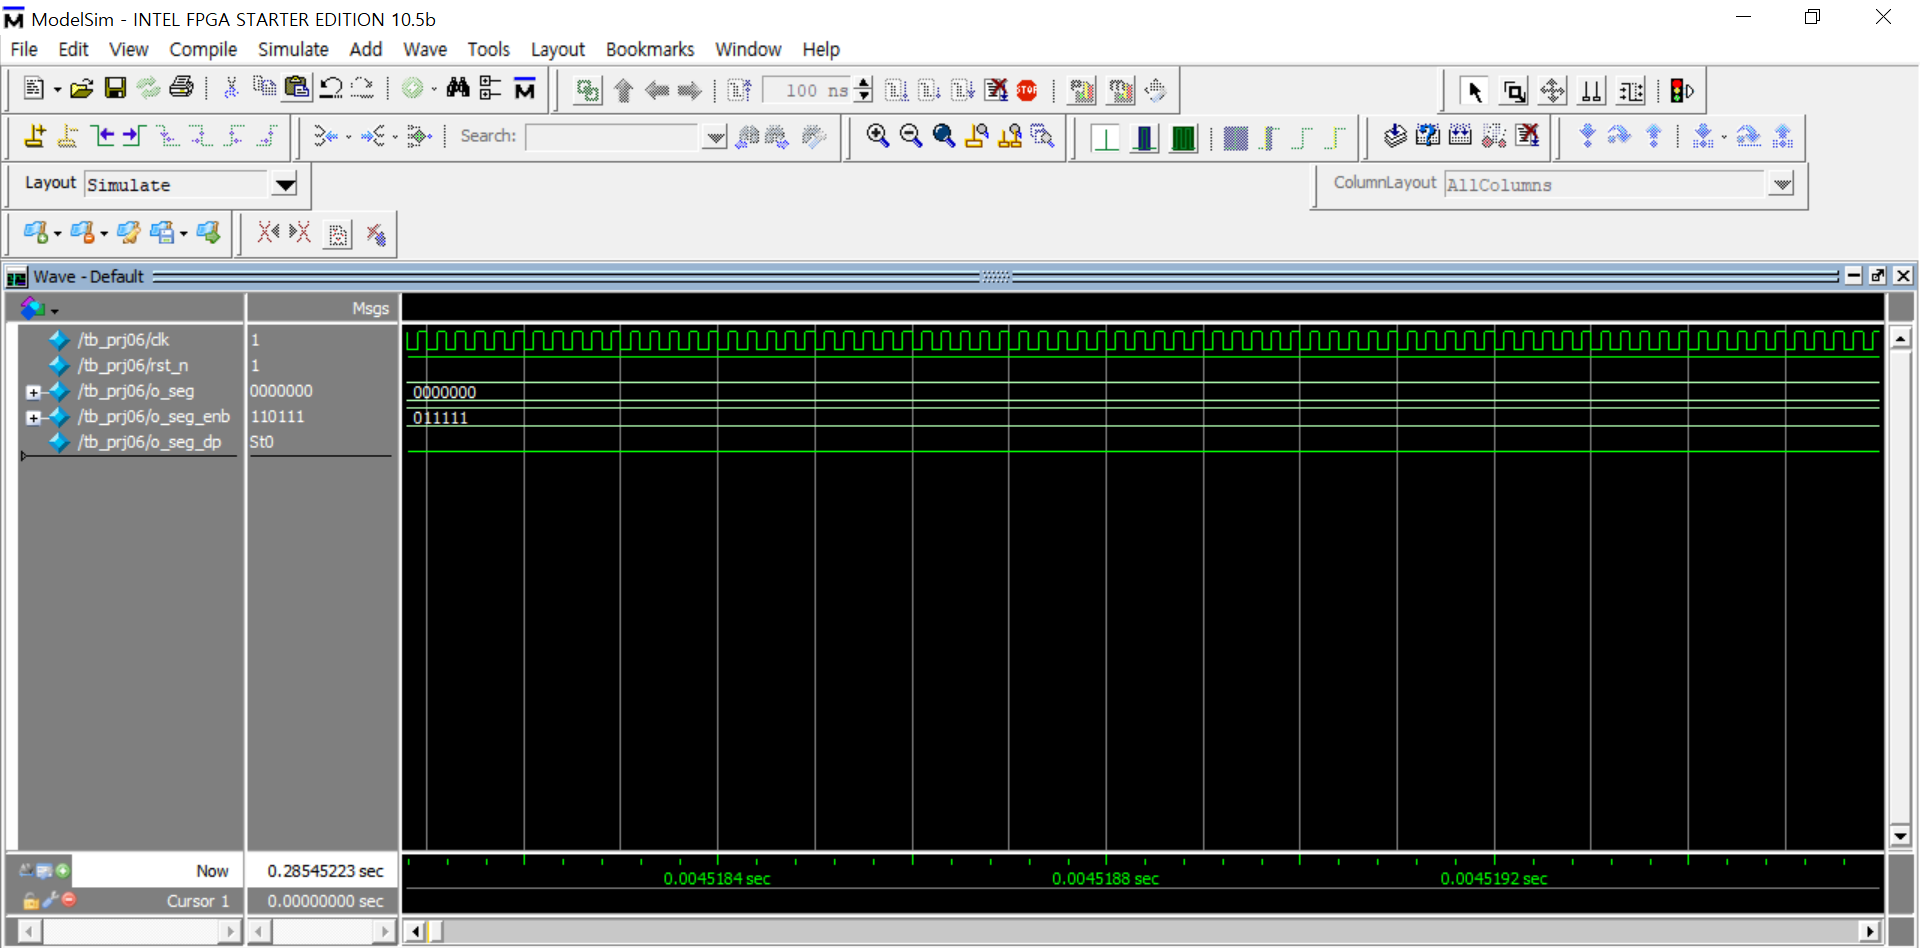 ModelSim - INTEL FPGA STARTER EDITION 10.5b
File Edit View Compile Simulate Add Wave Tools Layout Bookmarks Window Help
100 ns
Search:
Layout Simulate
ColumnLayout AllColumns
Wave - Default
Msgs
/tb_prj06/clk 1
/tb_prj06/rst_n 1
/tb_prj06/o_seg 0000000 0000000
/tb_prj06/o_seg_enb 110111 011111
/tb_prj06/o_seg_dp St0
Now 0.28545223 sec
0.0045184 sec 0.0045188 sec 0.0045192 sec
Cursor 1 0.00000000 sec